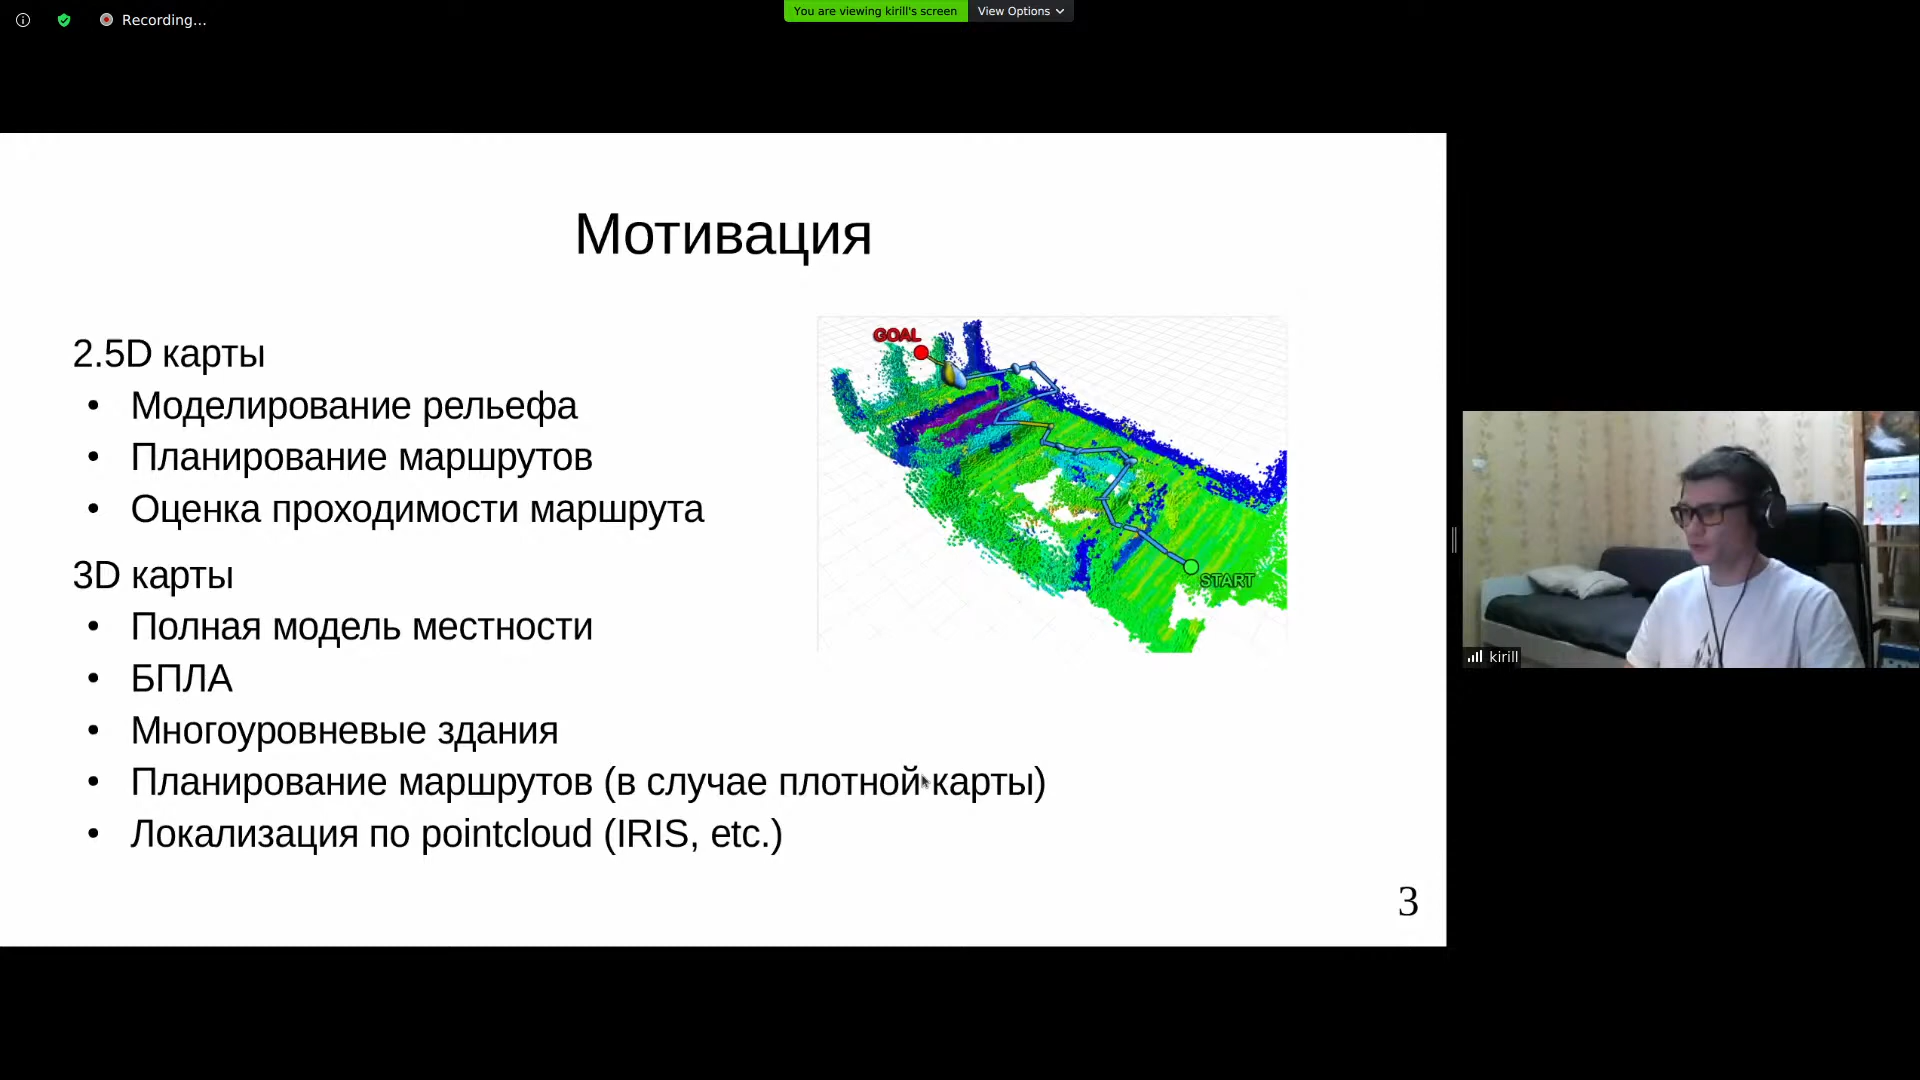 Recording...
You are viewing kirill's screen
View Options
Мотивация
2.5D карты
• Моделирование рельефа
• Планирование маршрутов
• Оценка проходимости маршрута
3D карты
• Полная модель местности
• БПЛА
• Многоуровневые здания
• Планирование маршрутов (в случае плотной карты)
• Локализация по pointcloud (IRIS, etc.)
GOAL
START
3
kirill